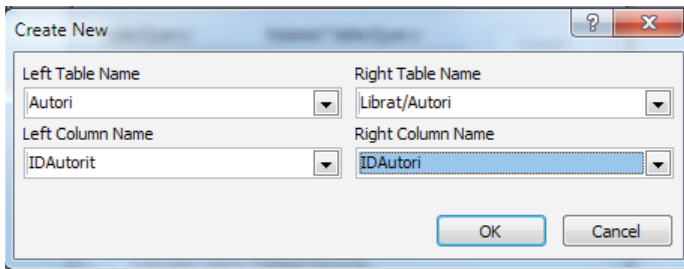 Create New
Left Table Name Right Table Name
Autori Librat/Autori
Left Column Name Right Column Name
IDAutorit IDAutori
OK Cancel